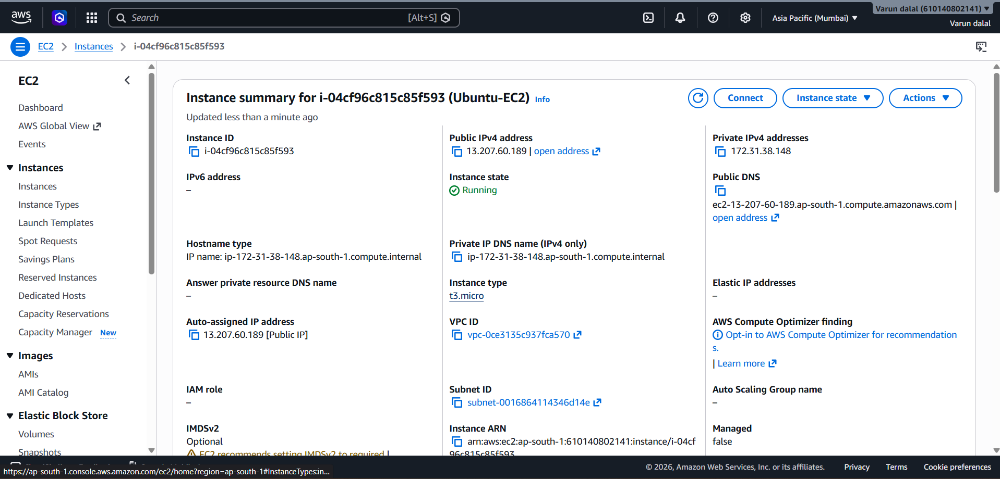 aws
Search [Alt+S]
Asia Pacific (Mumbai)
Varun dalal (610140802141)
Varun dalal
EC2 Instances i-04cf96c815c85f593
EC2
Dashboard
AWS Global View
Events
Instances
Instances
Instance Types
Launch Templates
Spot Requests
Savings Plans
Reserved Instances
Dedicated Hosts
Capacity Reservations
Capacity Manager New
Images
AMIs
AMI Catalog
Elastic Block Store
Volumes
Snapshots
Instance summary for i-04cf96c815c85f593 (Ubuntu-EC2) Info
Updated less than a minute ago
Connect
Instance state
Actions
Instance ID
i-04cf96c815c85f593
Public IPv4 address
13.207.60.189 | open address
Private IPv4 addresses
172.31.38.148
IPv6 address
–
Instance state
Running
Public DNS
ec2-13-207-60-189.ap-south-1.compute.amazonaws.com |
open address
Hostname type
IP name: ip-172-31-38-148.ap-south-1.compute.internal
Private IP DNS name (IPv4 only)
ip-172-31-38-148.ap-south-1.compute.internal
Answer private resource DNS name
–
Instance type
t3.micro
Elastic IP addresses
–
Auto-assigned IP address
13.207.60.189 [Public IP]
VPC ID
vpc-0ce3135c937fca570
AWS Compute Optimizer finding
Opt-in to AWS Compute Optimizer for recommendation
s.
| Learn more
IAM role
–
Subnet ID
subnet-0016864114346d14e
Auto Scaling Group name
–
IMDSv2
Optional
EC2 recommends setting IMDSv2 to required |
Instance ARN
arn:aws:ec2:ap-south-1:610140802141:instance/i-04cf
96c815c85f593
Managed
false
https://ap-south-1.console.aws.amazon.com/ec2/home?region=ap-south-1#InstanceTypes:in...
© 2026, Amazon Web Services, Inc. or its affiliates.
Privacy
Terms
Cookie preferences